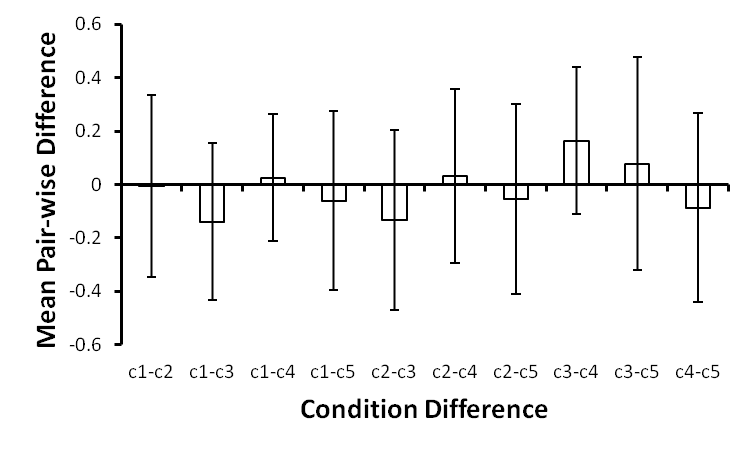 Mean Pair-wise Difference
0.6
0.4
0.2
0
-0.2
-0.4
-0.6
c1-c2 c1-c3 c1-c4 c1-c5 c2-c3 c2-c4 c2-c5 c3-c4 c3-c5 c4-c5
Condition Difference